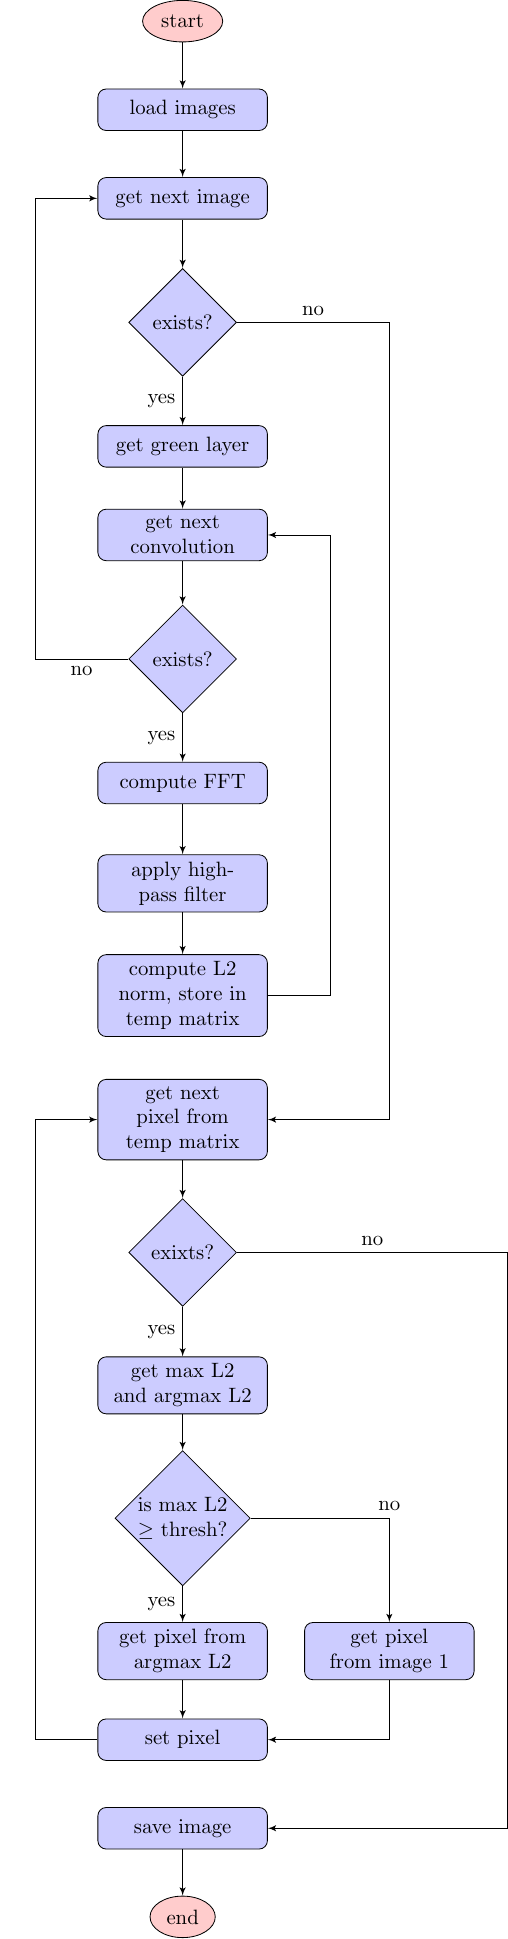 start
load images
get next image
exists?
no
yes
get green layer
get next
convolution
exists?
no
yes
compute FFT
apply high-
pass filter
compute L2
norm, store in
temp matrix
get next
pixel from
temp matrix
exixts?
no
yes
get max L2
and argmax L2
is max L2
≥ thresh?
no
yes
get pixel from
argmax L2
get pixel
from image 1
set pixel
save image
end